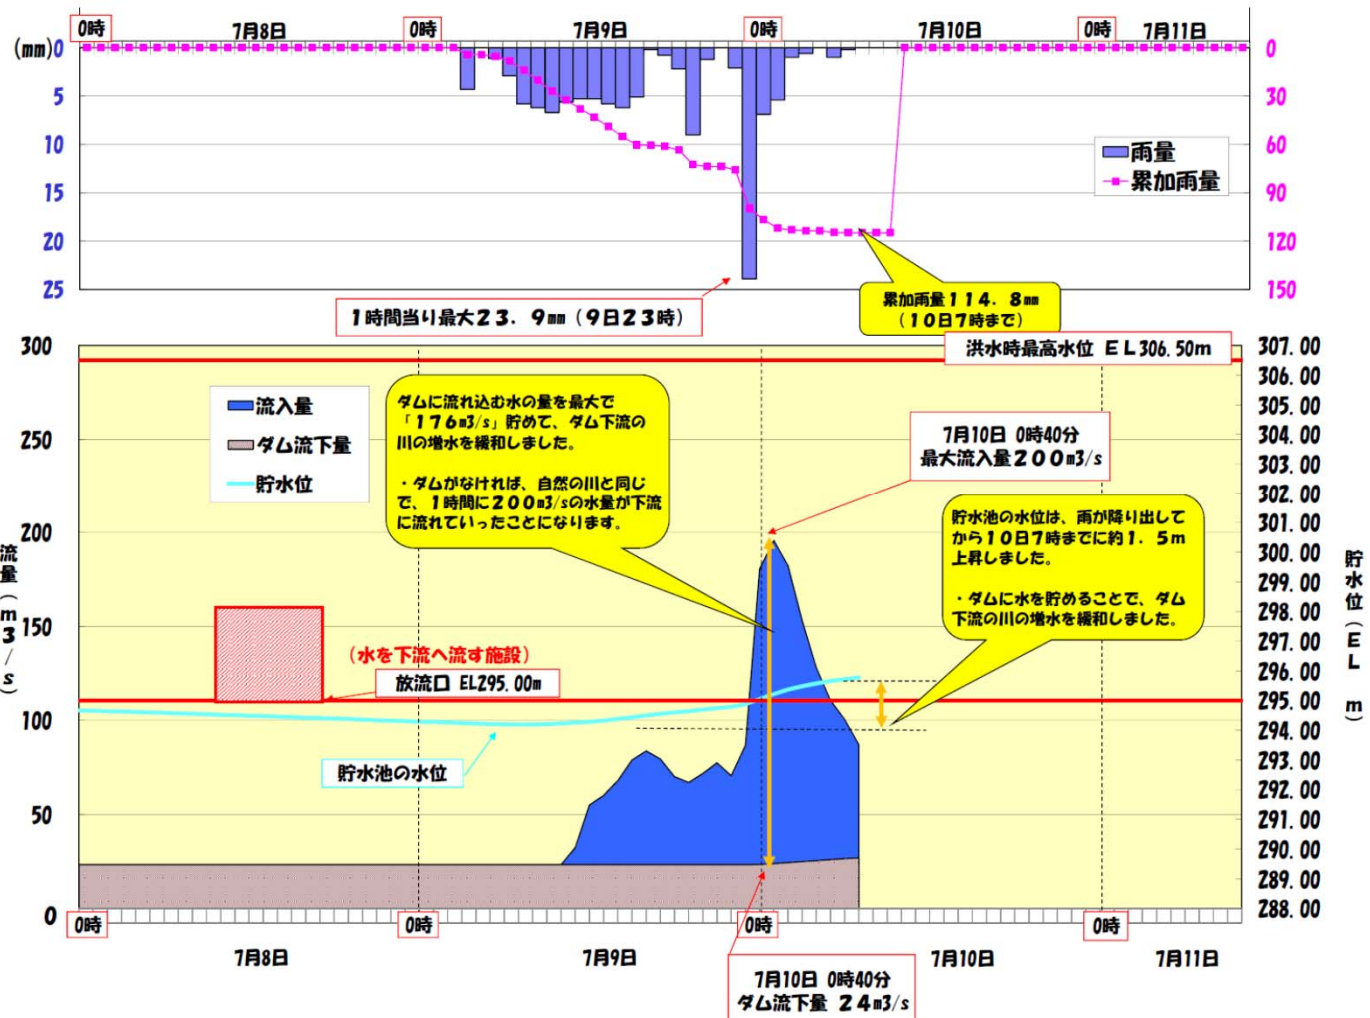 0時
7月8日
0時
7月9日
0時
7月10日
0時
7月11日
(mm)
0
5
10
15
20
25
0
30
60
90
120
150
雨量
累加雨量
1時間当り最大23.9mm(9日23時)
累加雨量114.8mm
(10日7時まで)
洪水時最高水位 EL306.50m
300
250
200
150
100
50
0
流量(m3/s)
307.00
306.00
305.00
304.00
303.00
302.00
301.00
300.00
299.00
298.00
297.00
296.00
295.00
294.00
293.00
292.00
291.00
290.00
289.00
288.00
貯水位(EL m)
流入量
ダム流下量
貯水位
ダムに流れ込む水の量を最大で
「176m3/s」貯めて、ダム下流の
川の増水を緩和しました。
・ダムがなければ、自然の川と同じ
で、1時間に200m3/sの水量が下流
に流れていったことになります。
7月10日 0時40分
最大流入量200m3/s
貯水池の水位は、雨が降り出して
から10日7時までに約1.5m
上昇しました。
・ダムに水を貯めることで、ダム
下流の川の増水を緩和しました。
(水を下流へ流す施設)
放流口 EL295.00m
貯水池の水位
0時
7月8日
0時
7月9日
0時
7月10日
0時
7月11日
7月10日 0時40分
ダム流下量 24m3/s